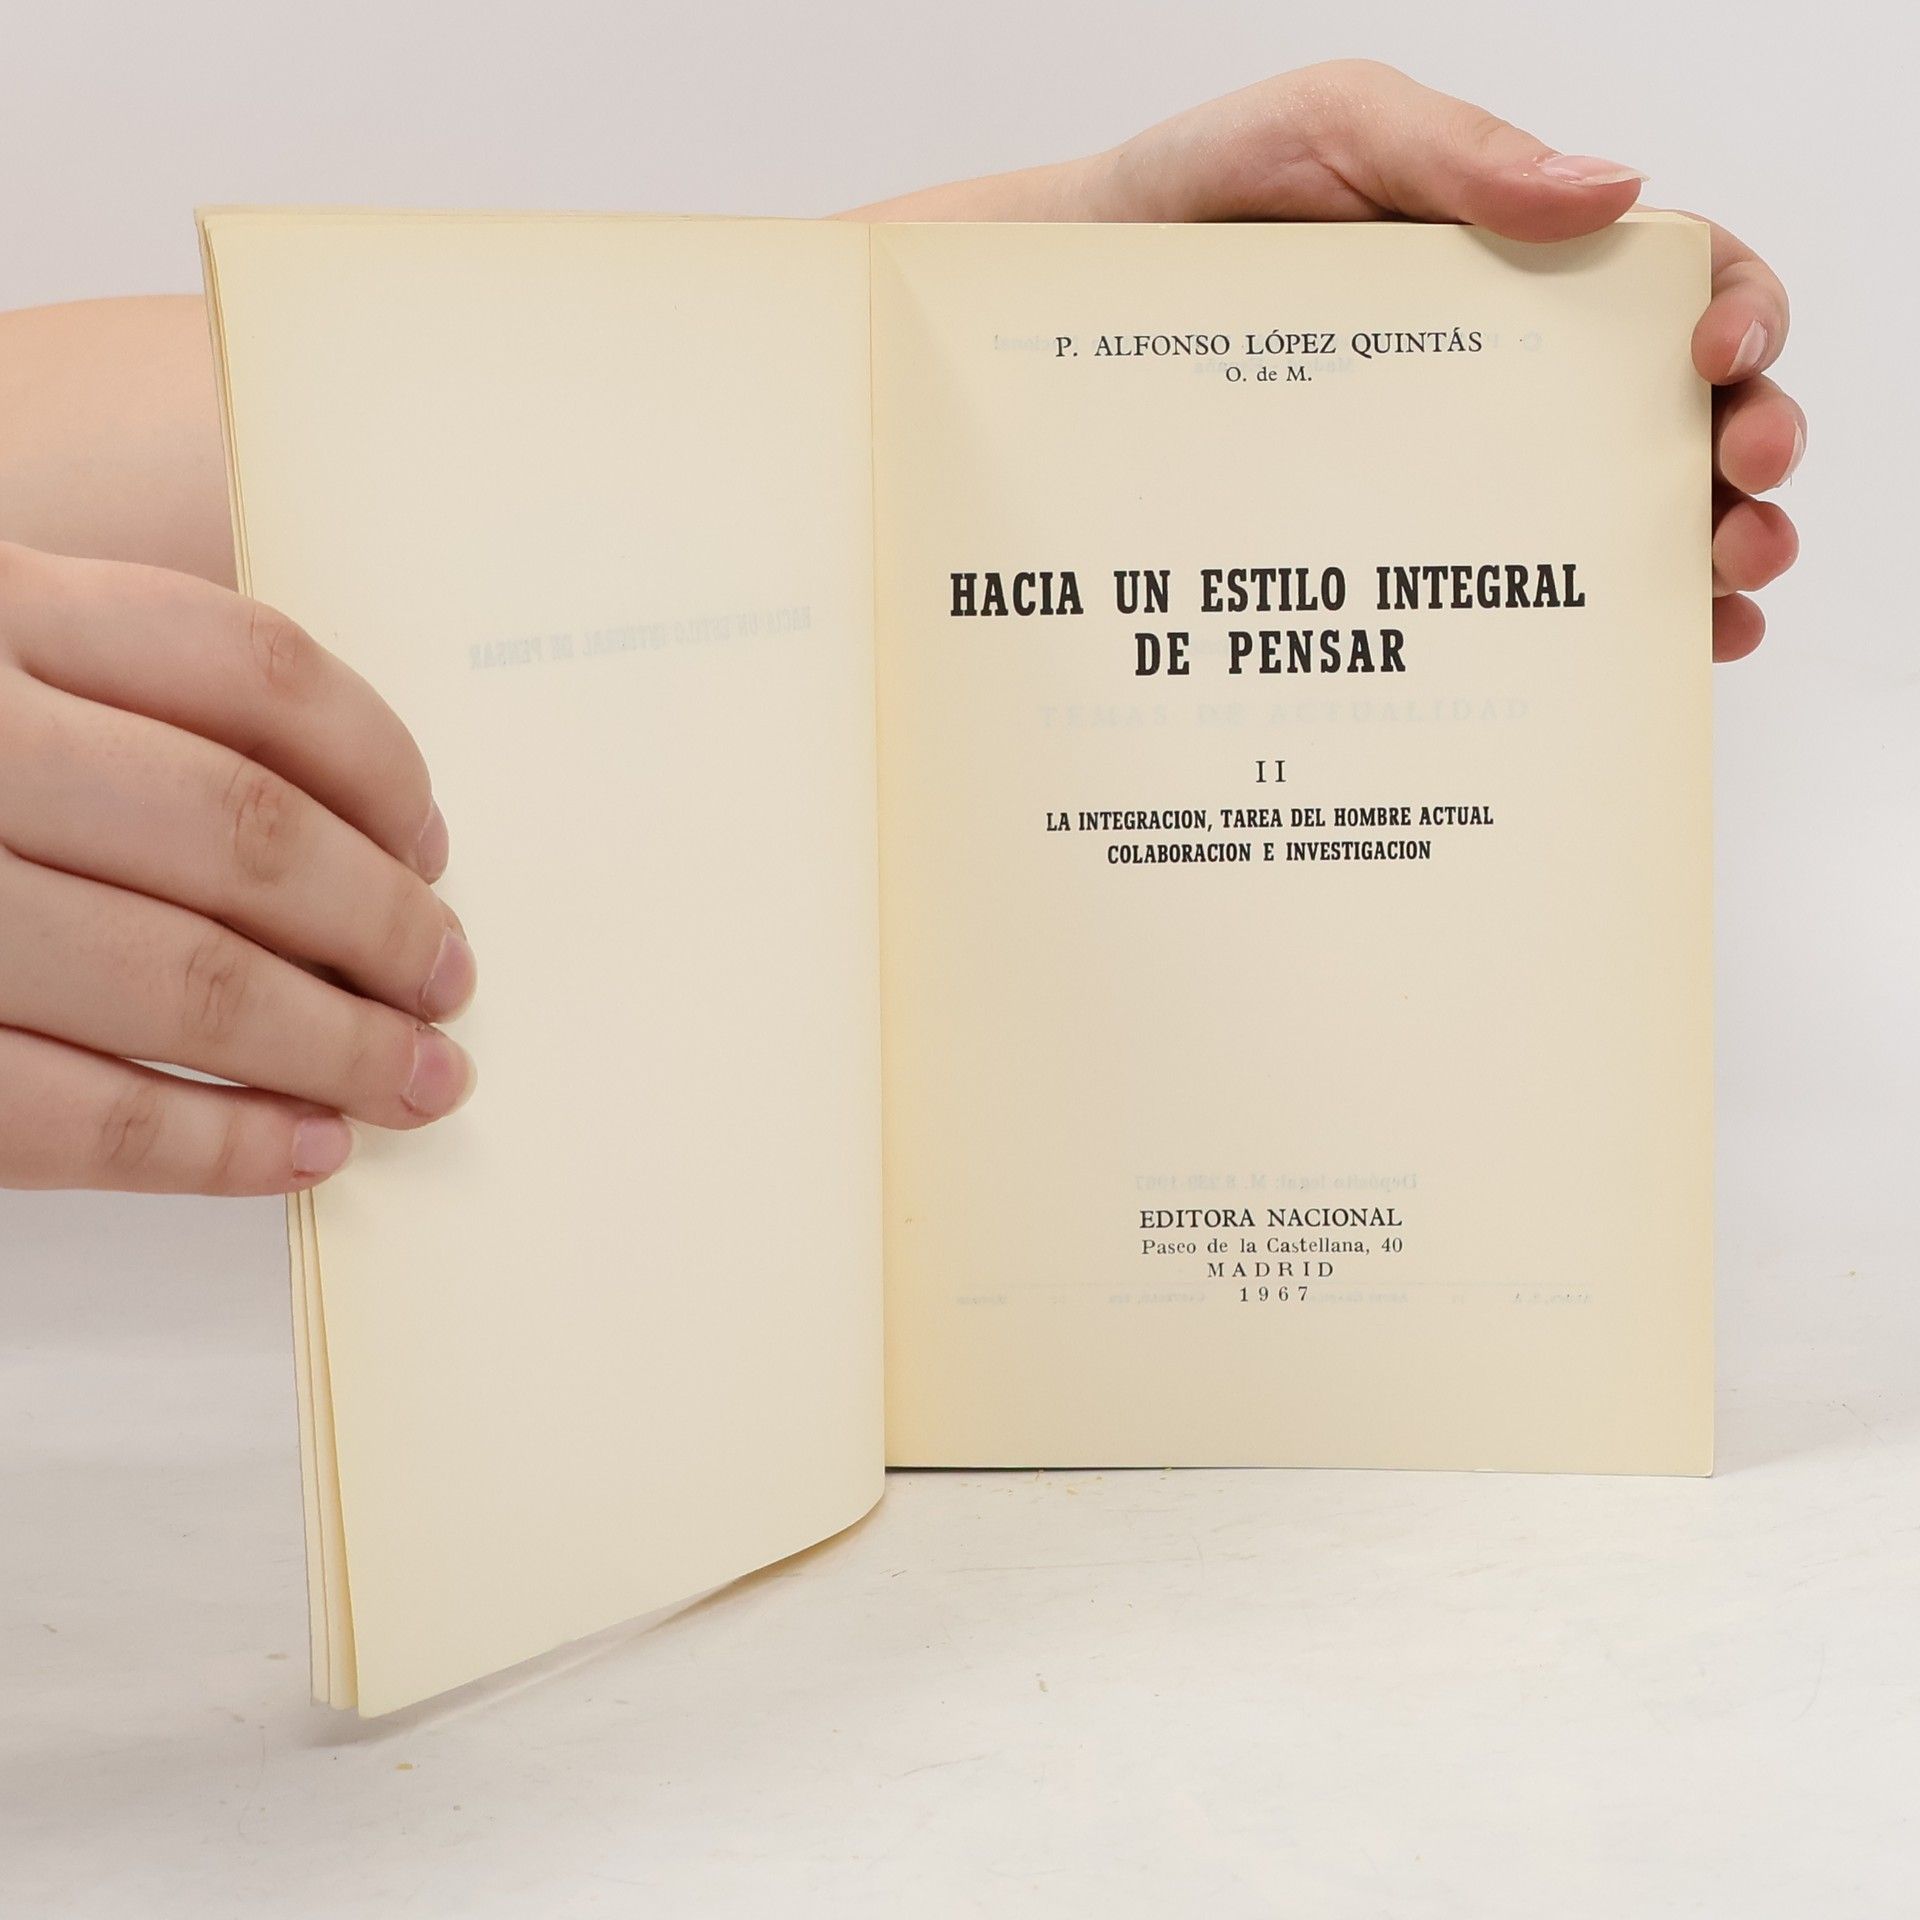 P. ALFONSO LÓPEZ QUINTÁS
O. de M.
HACIA UN ESTILO INTEGRAL
DE PENSAR
II
LA INTEGRACION, TAREA DEL HOMBRE ACTUAL
COLABORACION E INVESTIGACION
EDITORA NACIONAL
Paseo de la Castellana, 40
MADRID
1967